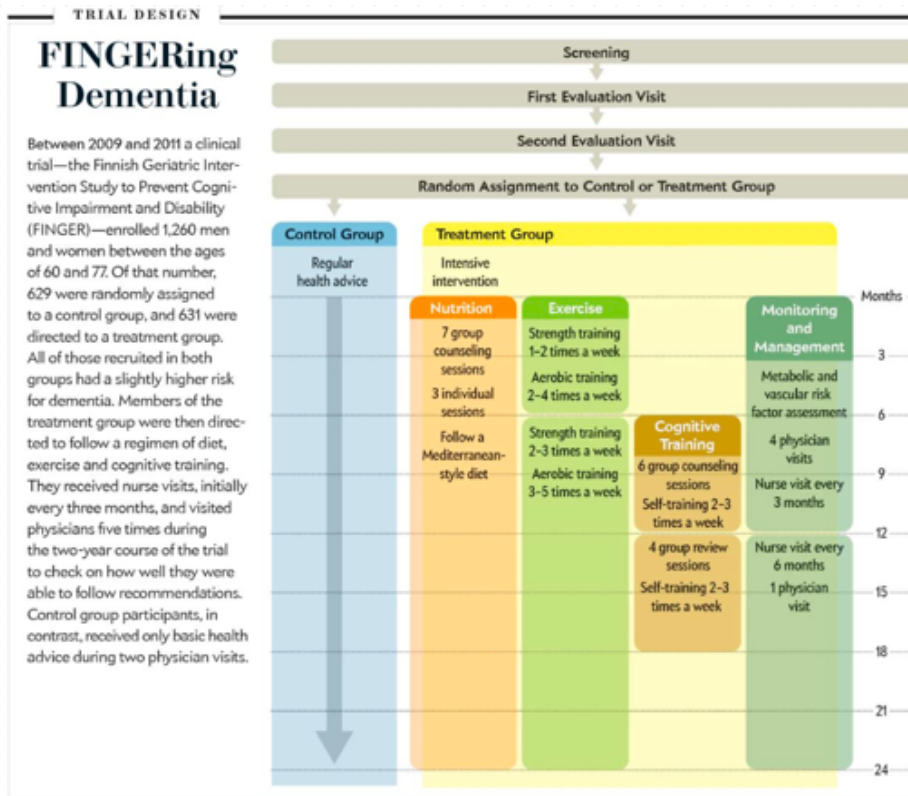 TRIAL DESIGN
FINGERing
Dementia
Between 2009 and 2011 a clinical
trial—the Finnish Geriatric Inter-
vention Study to Prevent Cogni-
tive Impairment and Disability
(FINGER)—enrolled 1,260 men
and women between the ages
of 60 and 77. Of that number,
629 were randomly assigned
to a control group, and 631 were
directed to a treatment group.
All of those recruited in both
groups had a slightly higher risk
for dementia. Members of the
treatment group were then direc-
ted to follow a regimen of diet,
exercise and cognitive training.
They received nurse visits, initially
every three months, and visited
physicians five times during
the two-year course of the trial
to check on how well they were
able to follow recommendations.
Control group participants, in
contrast, received only basic health
advice during two physician visits.
Screening
First Evaluation Visit
Second Evaluation Visit
Random Assignment to Control or Treatment Group
Control Group
Regular
health advice
Treatment Group
Intensive
intervention
Nutrition
7 group
counseling
sessions
3 individual
sessions
Follow a
Mediterranean-
style diet
Exercise
Strength training
1–2 times a week
Aerobic training
2–4 times a week
Strength training
2–3 times a week
Aerobic training
3–5 times a week
Cognitive
Training
6 group counseling
sessions
Self-training 2–3
times a week
4 group review
sessions
Self-training 2–3
times a week
Monitoring
and
Management
Metabolic and
vascular risk
factor assessment
4 physician
visits
Nurse visit every
3 months
Nurse visit every
6 months
1 physician
visit
Months
3
6
9
12
15
18
21
24